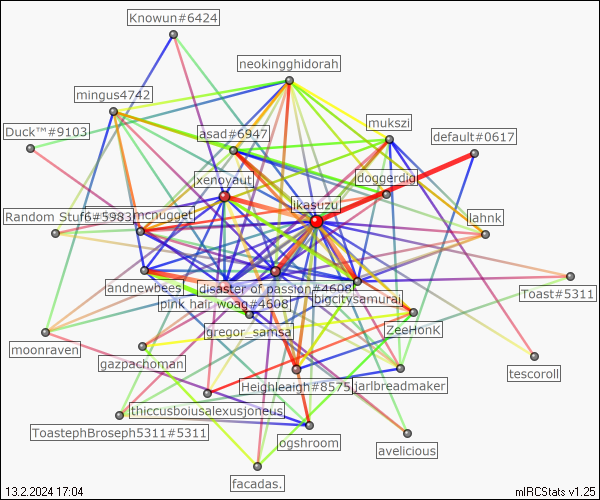 Knowun#6424
neokingghidorah
mingus4742
mukszi
Duck™#9103
asad#6947
default#0617
xenoyaut
doggerdig
ikasuzu
Random Stuf6#5983
mcnugget
lahnk
andnewbeesj
disaster of passion#4608
Toast#5311
pink hair woag#4608
bigcitysamurai
gregor_samsa
ZeeHonK
moonraven
gazpachoman
tescoroll
Heighleaigh#8575
jarlbreadmaker
thiccusboiusalexusjoneus
ToastephBroseph5311#5311
ogshroom
avelicious
facadas.
13.2.2024 17:04
mIRCStats v1.25